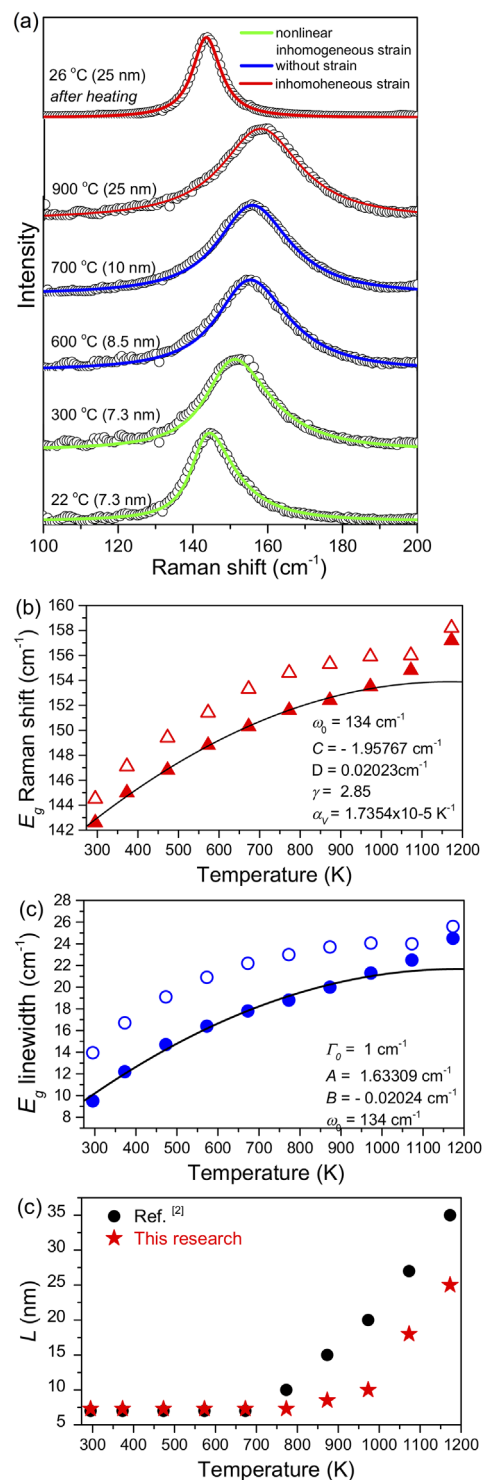 (a)
nonlinear
inhomogeneous strain
without strain
inhomoheneous strain
26 °C (25 nm)
after heating
900 °C (25 nm)
700 °C (10 nm)
600 °C (8.5 nm)
300 °C (7.3 nm)
22 °C (7.3 nm)
Intensity
100 120 140 160 180 200
Raman shift (cm⁻¹)
(b)
160
158
156
154
152
150
148
146
144
142
E_g Raman shift (cm⁻¹)
ω₀ = 134 cm⁻¹
C = - 1.95767 cm⁻¹
D = 0.02023cm⁻¹
γ = 2.85
α_V = 1.7354x10-5 K⁻¹
300 400 500 600 700 800 900 1000 1100 1200
Temperature (K)
(c)
28
26
24
22
20
18
16
14
12
10
8
E_g linewidth (cm⁻¹)
Γ₀ = 1 cm⁻¹
A = 1.63309 cm⁻¹
B = - 0.02024 cm⁻¹
ω₀ = 134 cm⁻¹
300 400 500 600 700 800 900 1000 1100 1200
Temperature (K)
(c)
Ref. [2]
This research
35
30
25
20
15
10
5
L (nm)
300 400 500 600 700 800 900 1000 1100 1200
Temperature (K)